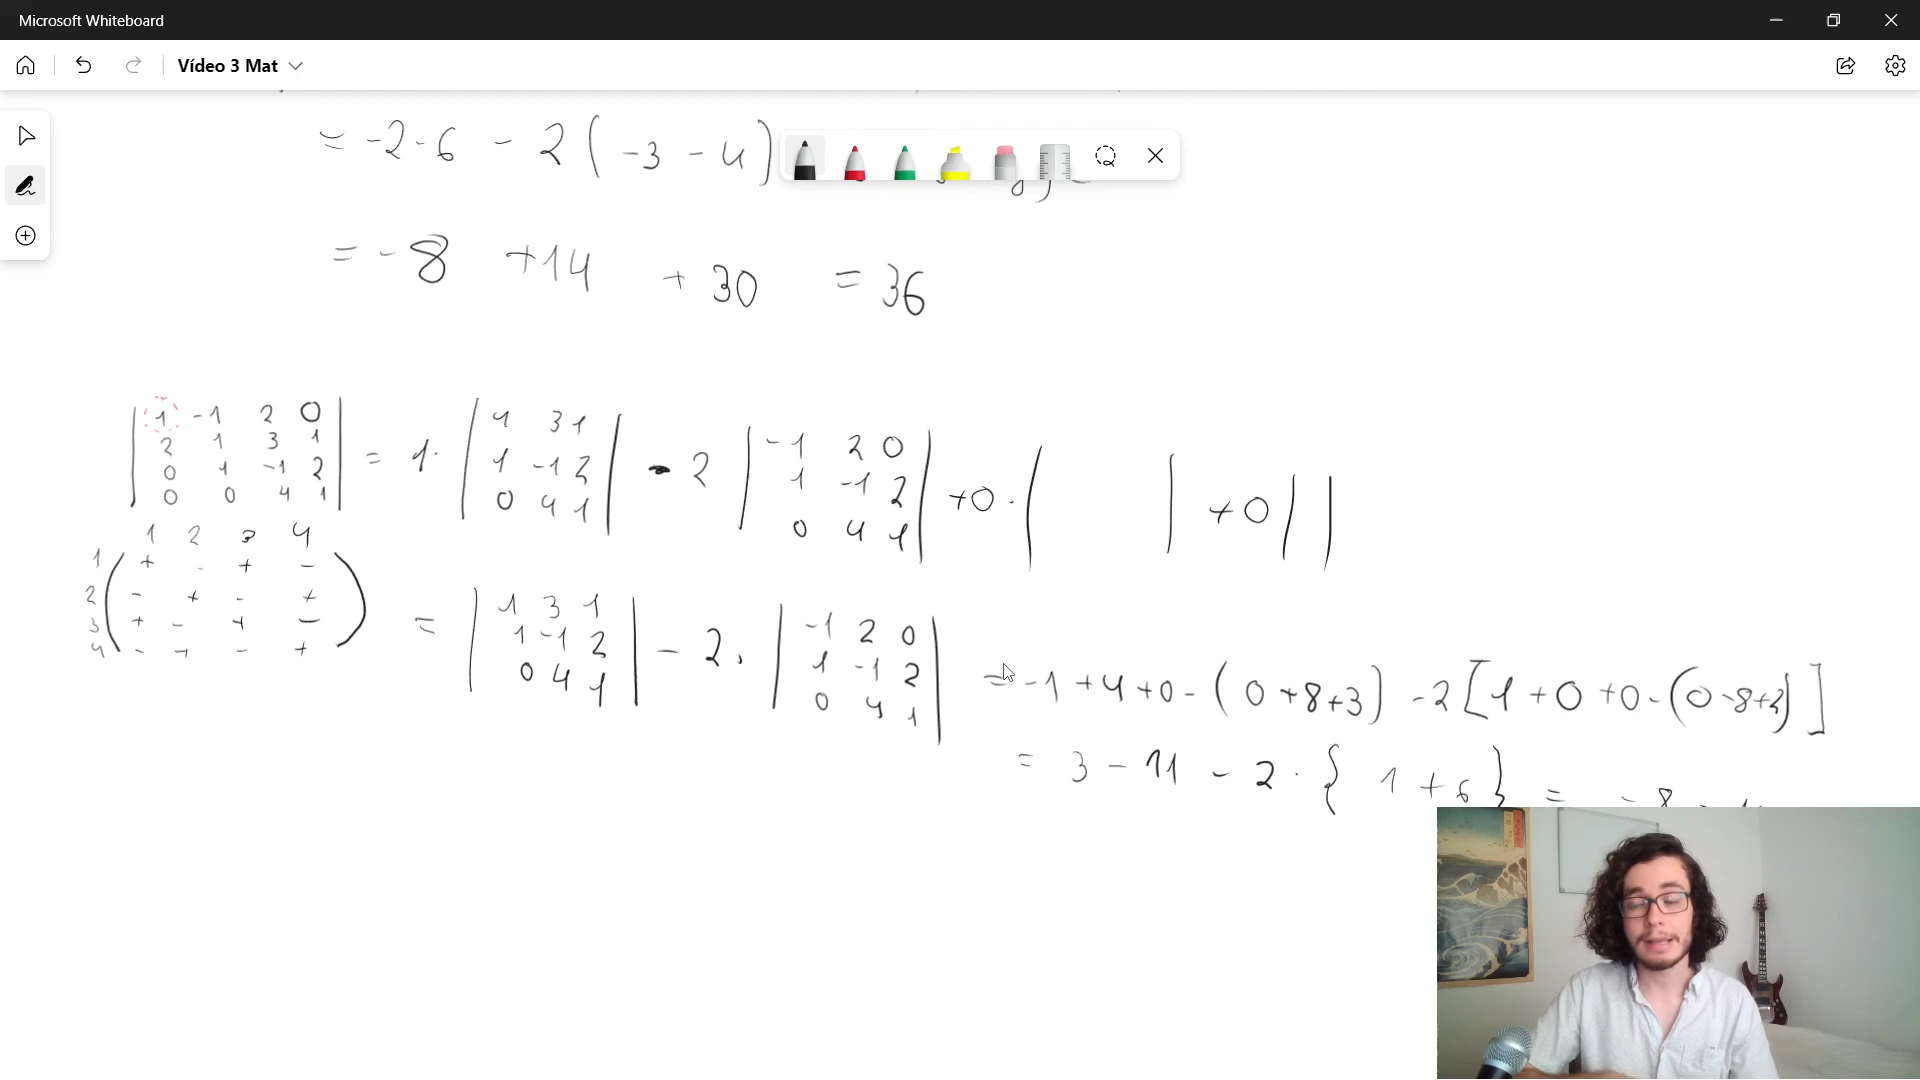 Microsoft Whiteboard
Vídeo 3 Mat
= -2 - 6 - 2 ( -3 - 4 )
= - 8 + 14 + 30 = 36
| 1 -1 2 0 |
| 2 1 3 1 |
| 0 1 -1 2 |
| 0 0 4 1 |
= 1 ·
| 1 3 1 |
| 1 -1 2 |
| 0 4 1 |
- 2
| -1 2 0 |
| 1 -1 2 |
| 0 4 1 |
+0 · | | +0 | |
1 2 3 4
1 ( + - + - )
2 ( - + - + )
3 ( + - + - )
4 ( - + - + )
=
| 1 3 1 |
| 1 -1 2 |
| 0 4 1 |
- 2 ·
| -1 2 0 |
| 1 -1 2 |
| 0 4 1 |
= -1 +4 +0 - ( 0 +8 +3 ) -2 [ 1 +0 +0 - ( 0 -8 +2 ) ]
= 3 - 11 - 2 · { 1 + 6 } = - 8 -